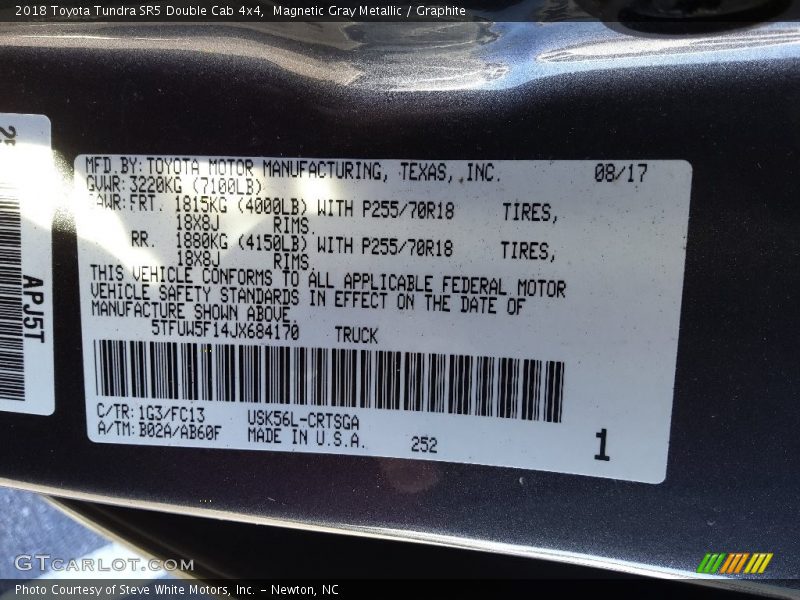 2018 Toyota Tundra SR5 Double Cab 4x4, Magnetic Gray Metallic / Graphite
APJ5T
MFD. BY: TOYOTA MOTOR MANUFACTURING, TEXAS, INC. 08/17
GVWR: 3220KG (7100LB)
GAWR: FRT. 1815KG (4000LB) WITH P255/70R18 TIRES,
18X8J RIMS.
RR. 1880KG (4150LB) WITH P255/70R18 TIRES,
18X8J RIMS.
THIS VEHICLE CONFORMS TO ALL APPLICABLE FEDERAL MOTOR
VEHICLE SAFETY STANDARDS IN EFFECT ON THE DATE OF
MANUFACTURE SHOWN ABOVE.
5TFUW5F14JX684170 TRUCK
C/TR: 1G3/FC13 USK56L-CRTSGA
A/TM: B02A/AB60F MADE IN U.S.A. 252
1
GTCARLOT.COM
Photo Courtesy of Steve White Motors, Inc. – Newton, NC